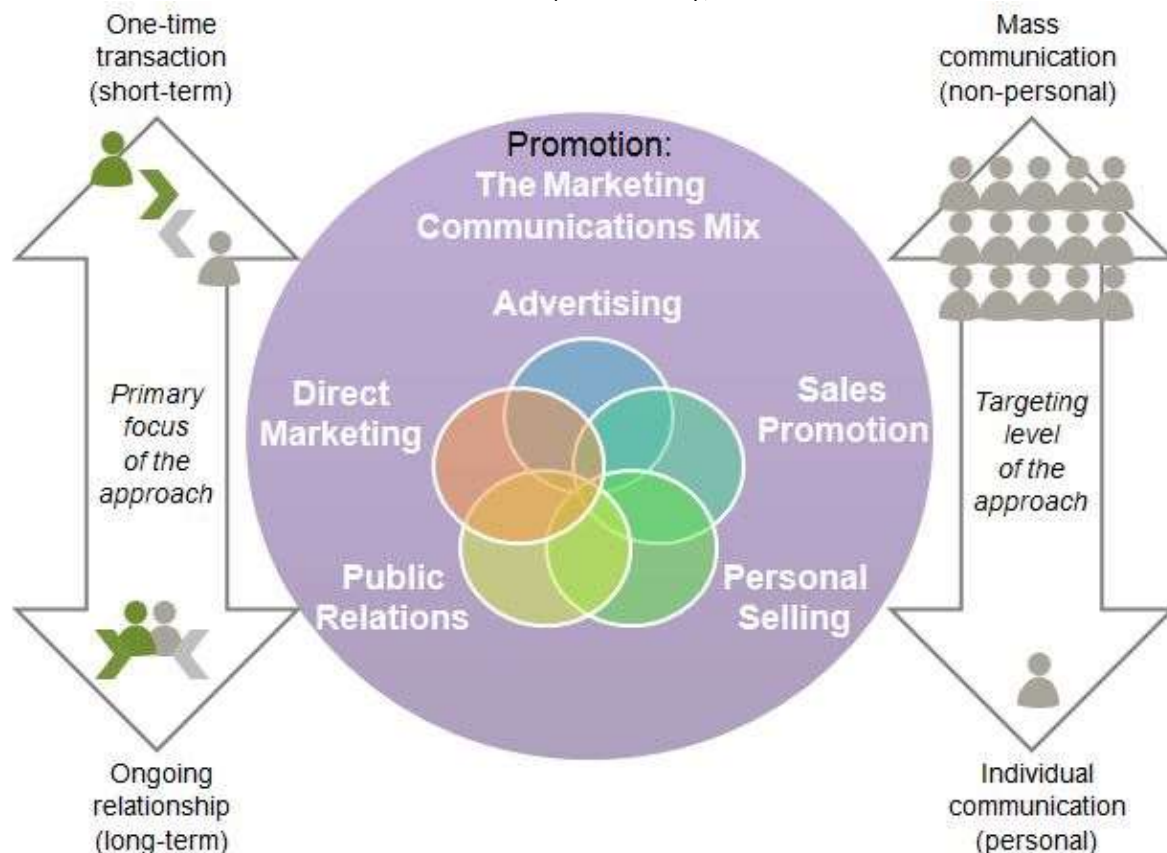 One-time
transaction
(short-term)
Mass
communication
(non-personal)
Promotion:
The Marketing
Communications Mix
Advertising
Direct
Marketing
Sales
Promotion
Public
Relations
Personal
Selling
Primary
focus
of the
approach
Targeting
level
of the
approach
Ongoing
relationship
(long-term)
Individual
communication
(personal)